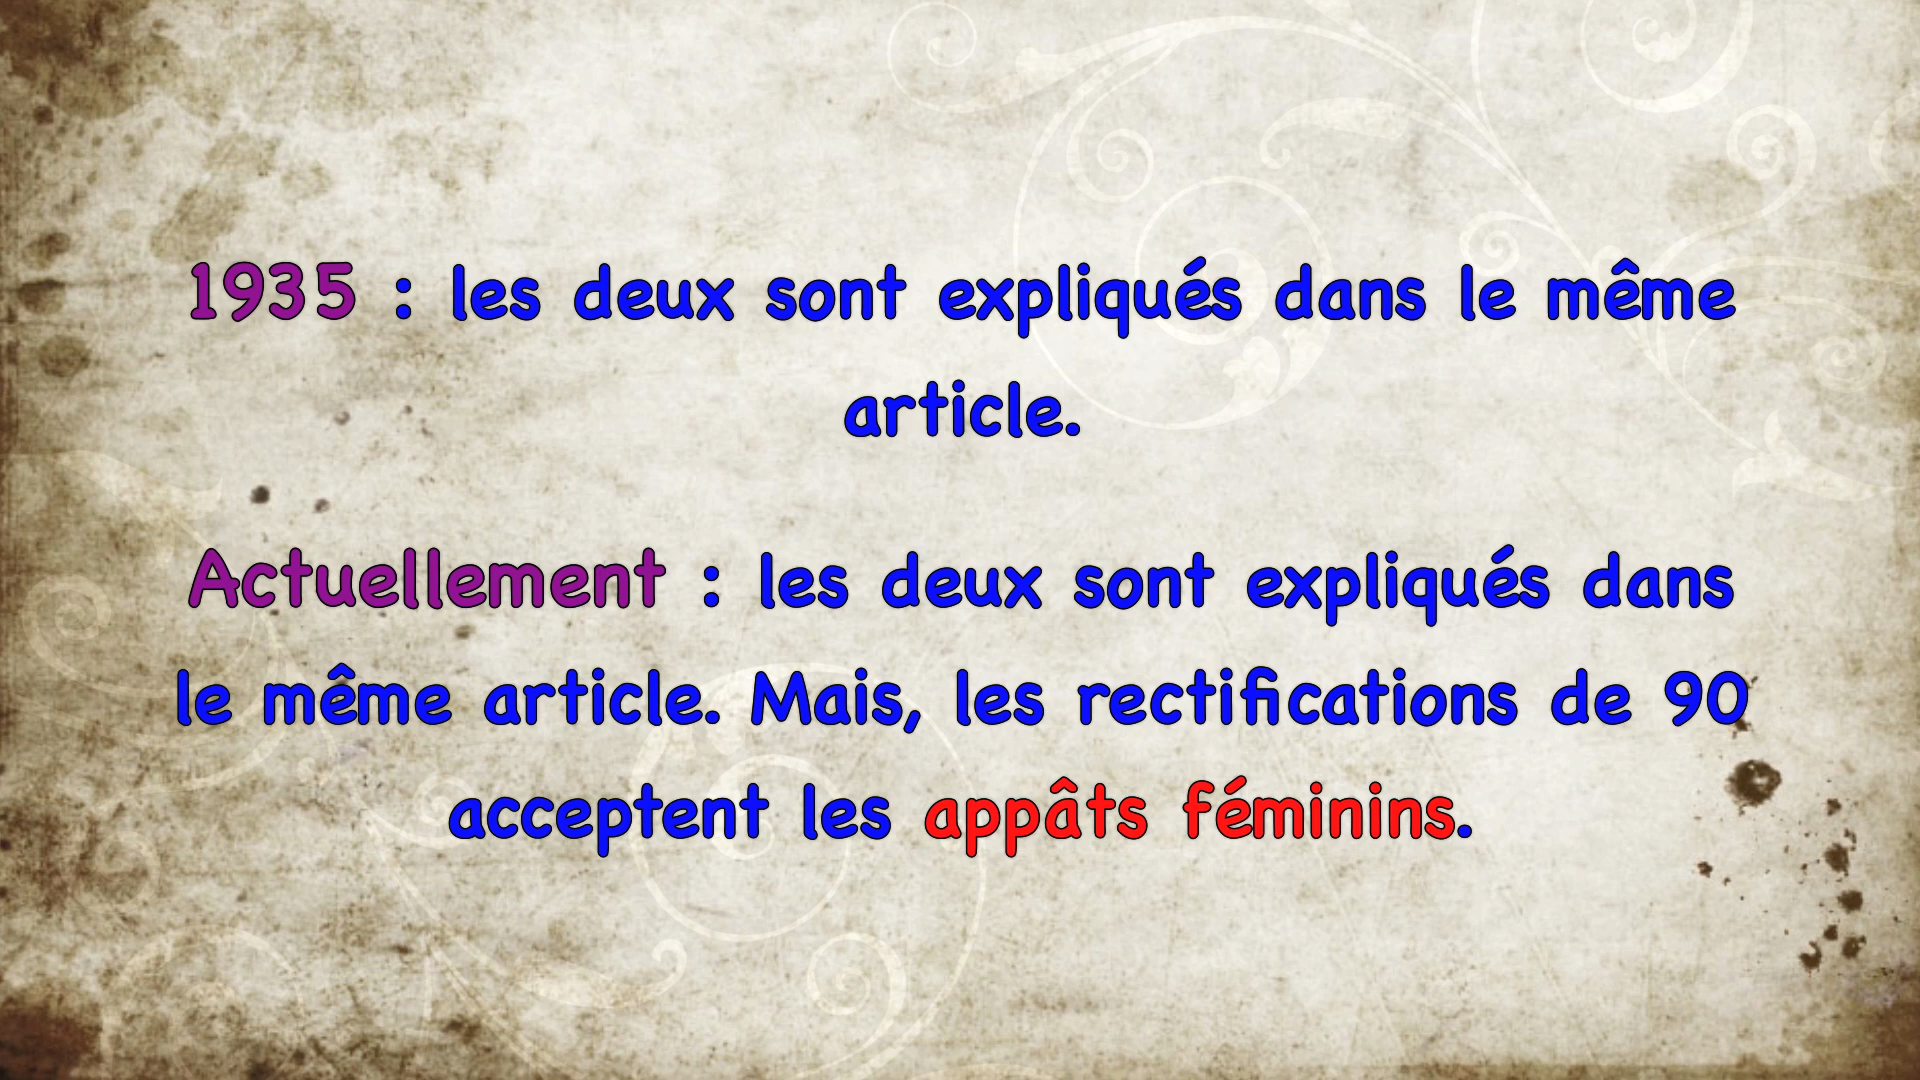 1935 : les deux sont expliqués dans le même
article.
Actuellement : les deux sont expliqués dans
le même article. Mais, les rectifications de 90
acceptent les appâts féminins.